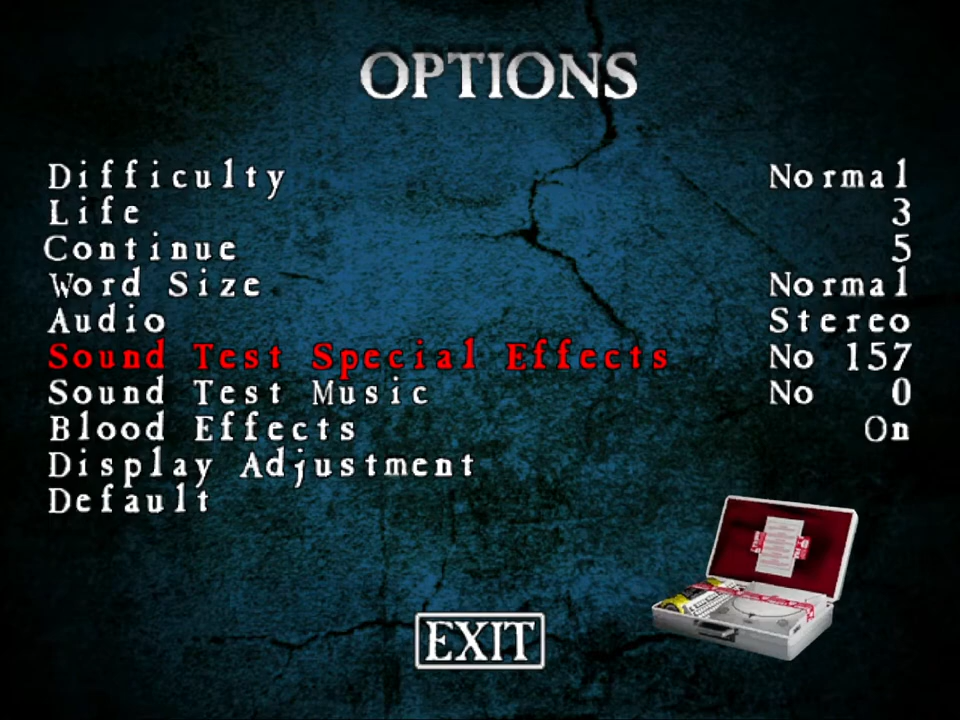 OPTIONS
Difficulty Normal
Life 3
Continue 5
Word Size Normal
Audio Stereo
Sound Test Special Effects No 157
Sound Test Music No 0
Blood Effects On
Display Adjustment
Default
EXIT